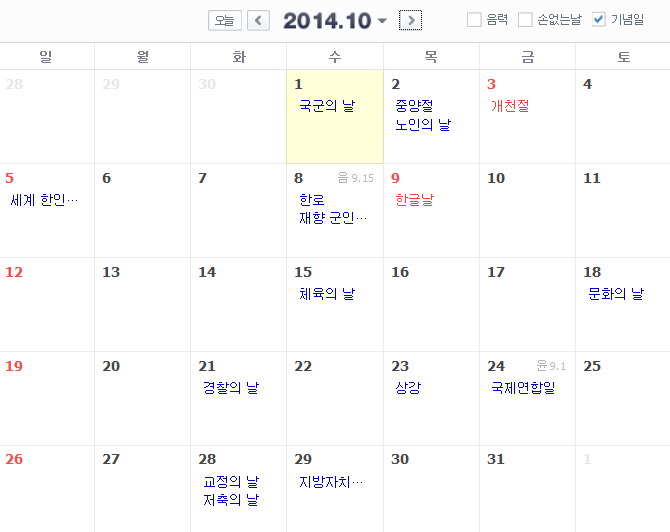 오늘 < 2014.10 > 음력 손없는날 기념일
일 월 화 수 목 금 토
28 29 30 1 2 3 4
국군의 날 중양절 개천절
노인의 날
5 6 7 8 음 9.15 9 10 11
세계 한인… 한로 한글날
재향 군인…
12 13 14 15 16 17 18
체육의 날 문화의 날
19 20 21 22 23 24 윤 9.1 25
경찰의 날 상강 국제연합일
26 27 28 29 30 31 1
교정의 날 지방자치…
저축의 날